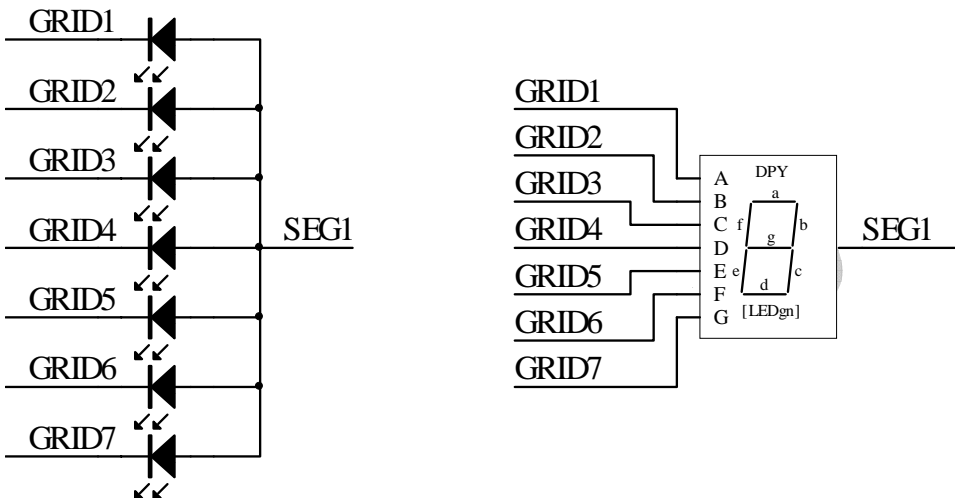 GRID1
GRID2
GRID3
GRID4
SEG1
GRID5
GRID6
GRID7
GRID1
GRID2
GRID3
GRID4
GRID5
GRID6
GRID7
DPY
A
B
C
D
E
F
G
a
f
b
g
e
c
d
[LEDgn]
SEG1